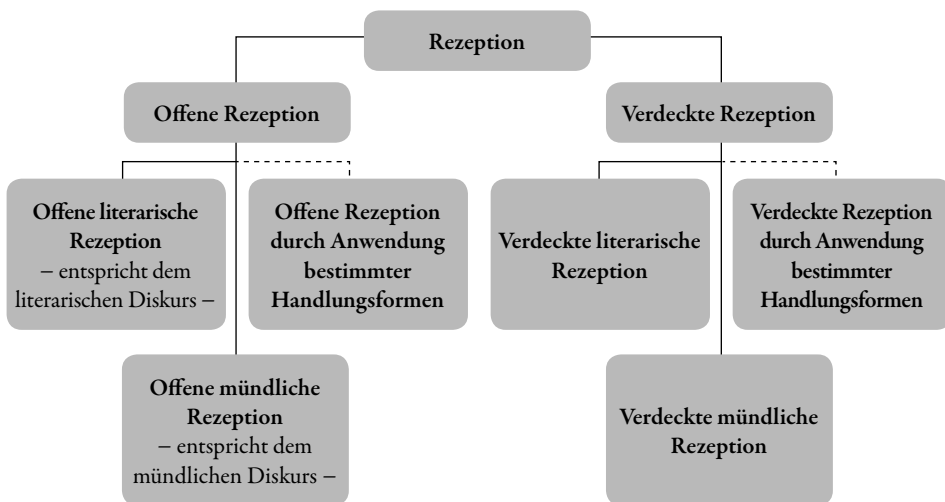 Rezeption
Offene Rezeption
Verdeckte Rezeption
Offene literarische
Rezeption
– entspricht dem
literarischen Diskurs –
Offene Rezeption
durch Anwendung
bestimmter
Handlungsformen
Verdeckte literarische
Rezeption
Verdeckte Rezeption
durch Anwendung
bestimmter
Handlungsformen
Offene mündliche
Rezeption
– entspricht dem
mündlichen Diskurs –
Verdeckte mündliche
Rezeption